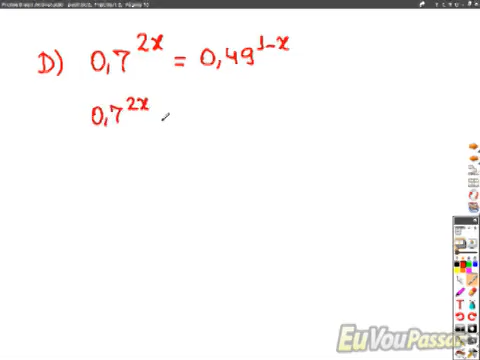 D) 0,7^2x = 0,49^1-x
0,7^2x
EuVouPassar